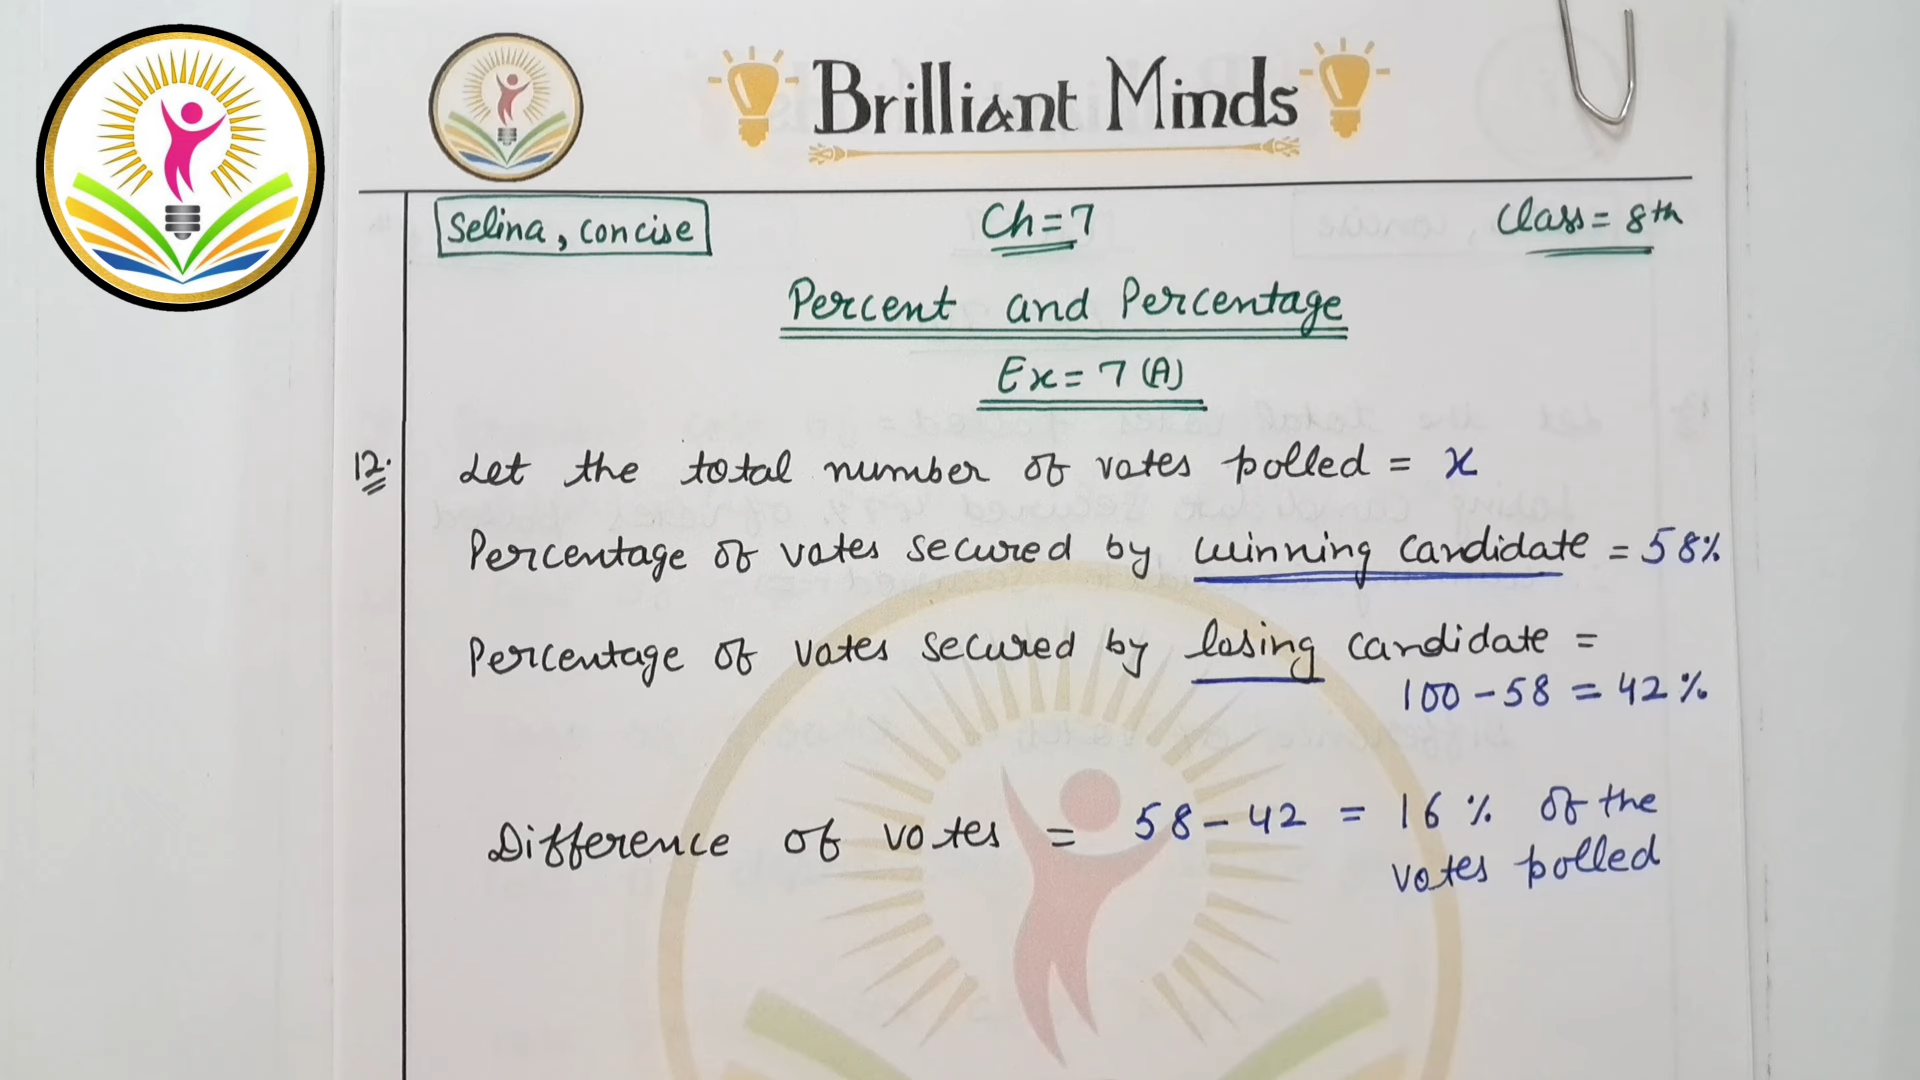 Brilliant Minds
Selina, concise
Ch = 7
Class = 8th
Percent and Percentage
Ex = 7 (A)
12. Let the total number of votes polled = x
Percentage of votes secured by winning candidate = 58%
Percentage of votes secured by losing candidate =
100 - 58 = 42%
Difference of votes = 58 - 42 = 16% of the
votes polled